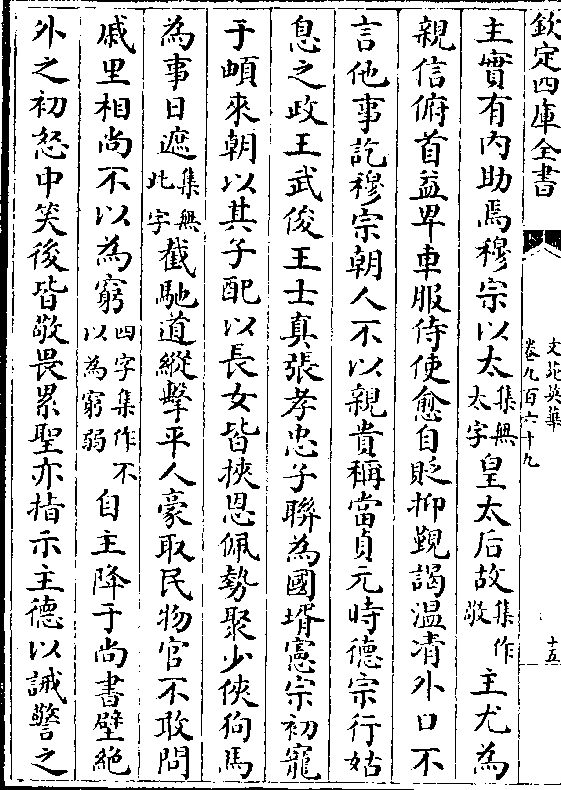 欽定四庫全書
文苑英華
卷九百六十九
十五
主實有内助焉穆宗以太集無太字皇太后故集作敬主尤為
親信俯首益畀車服侍使愈自貶抑覲謁溫凊外口不
言他事訖穆宗朝人不以親貴稱當貞元時德宗行姑
息之政王武俊王士真張孝忠子聯為國壻憲宗初寵
于頔來朝以其子配以長女皆挾恩佩勢聚少俠狗馬
為事日遮集無此字截馳道縱擊平人豪取民物官不敢問
戚里相尚不以為窮四字集作不以為窮弱自主降于尚書壁絶
外之初怒中笑後皆敬畏累聖亦指示主德以誡警之